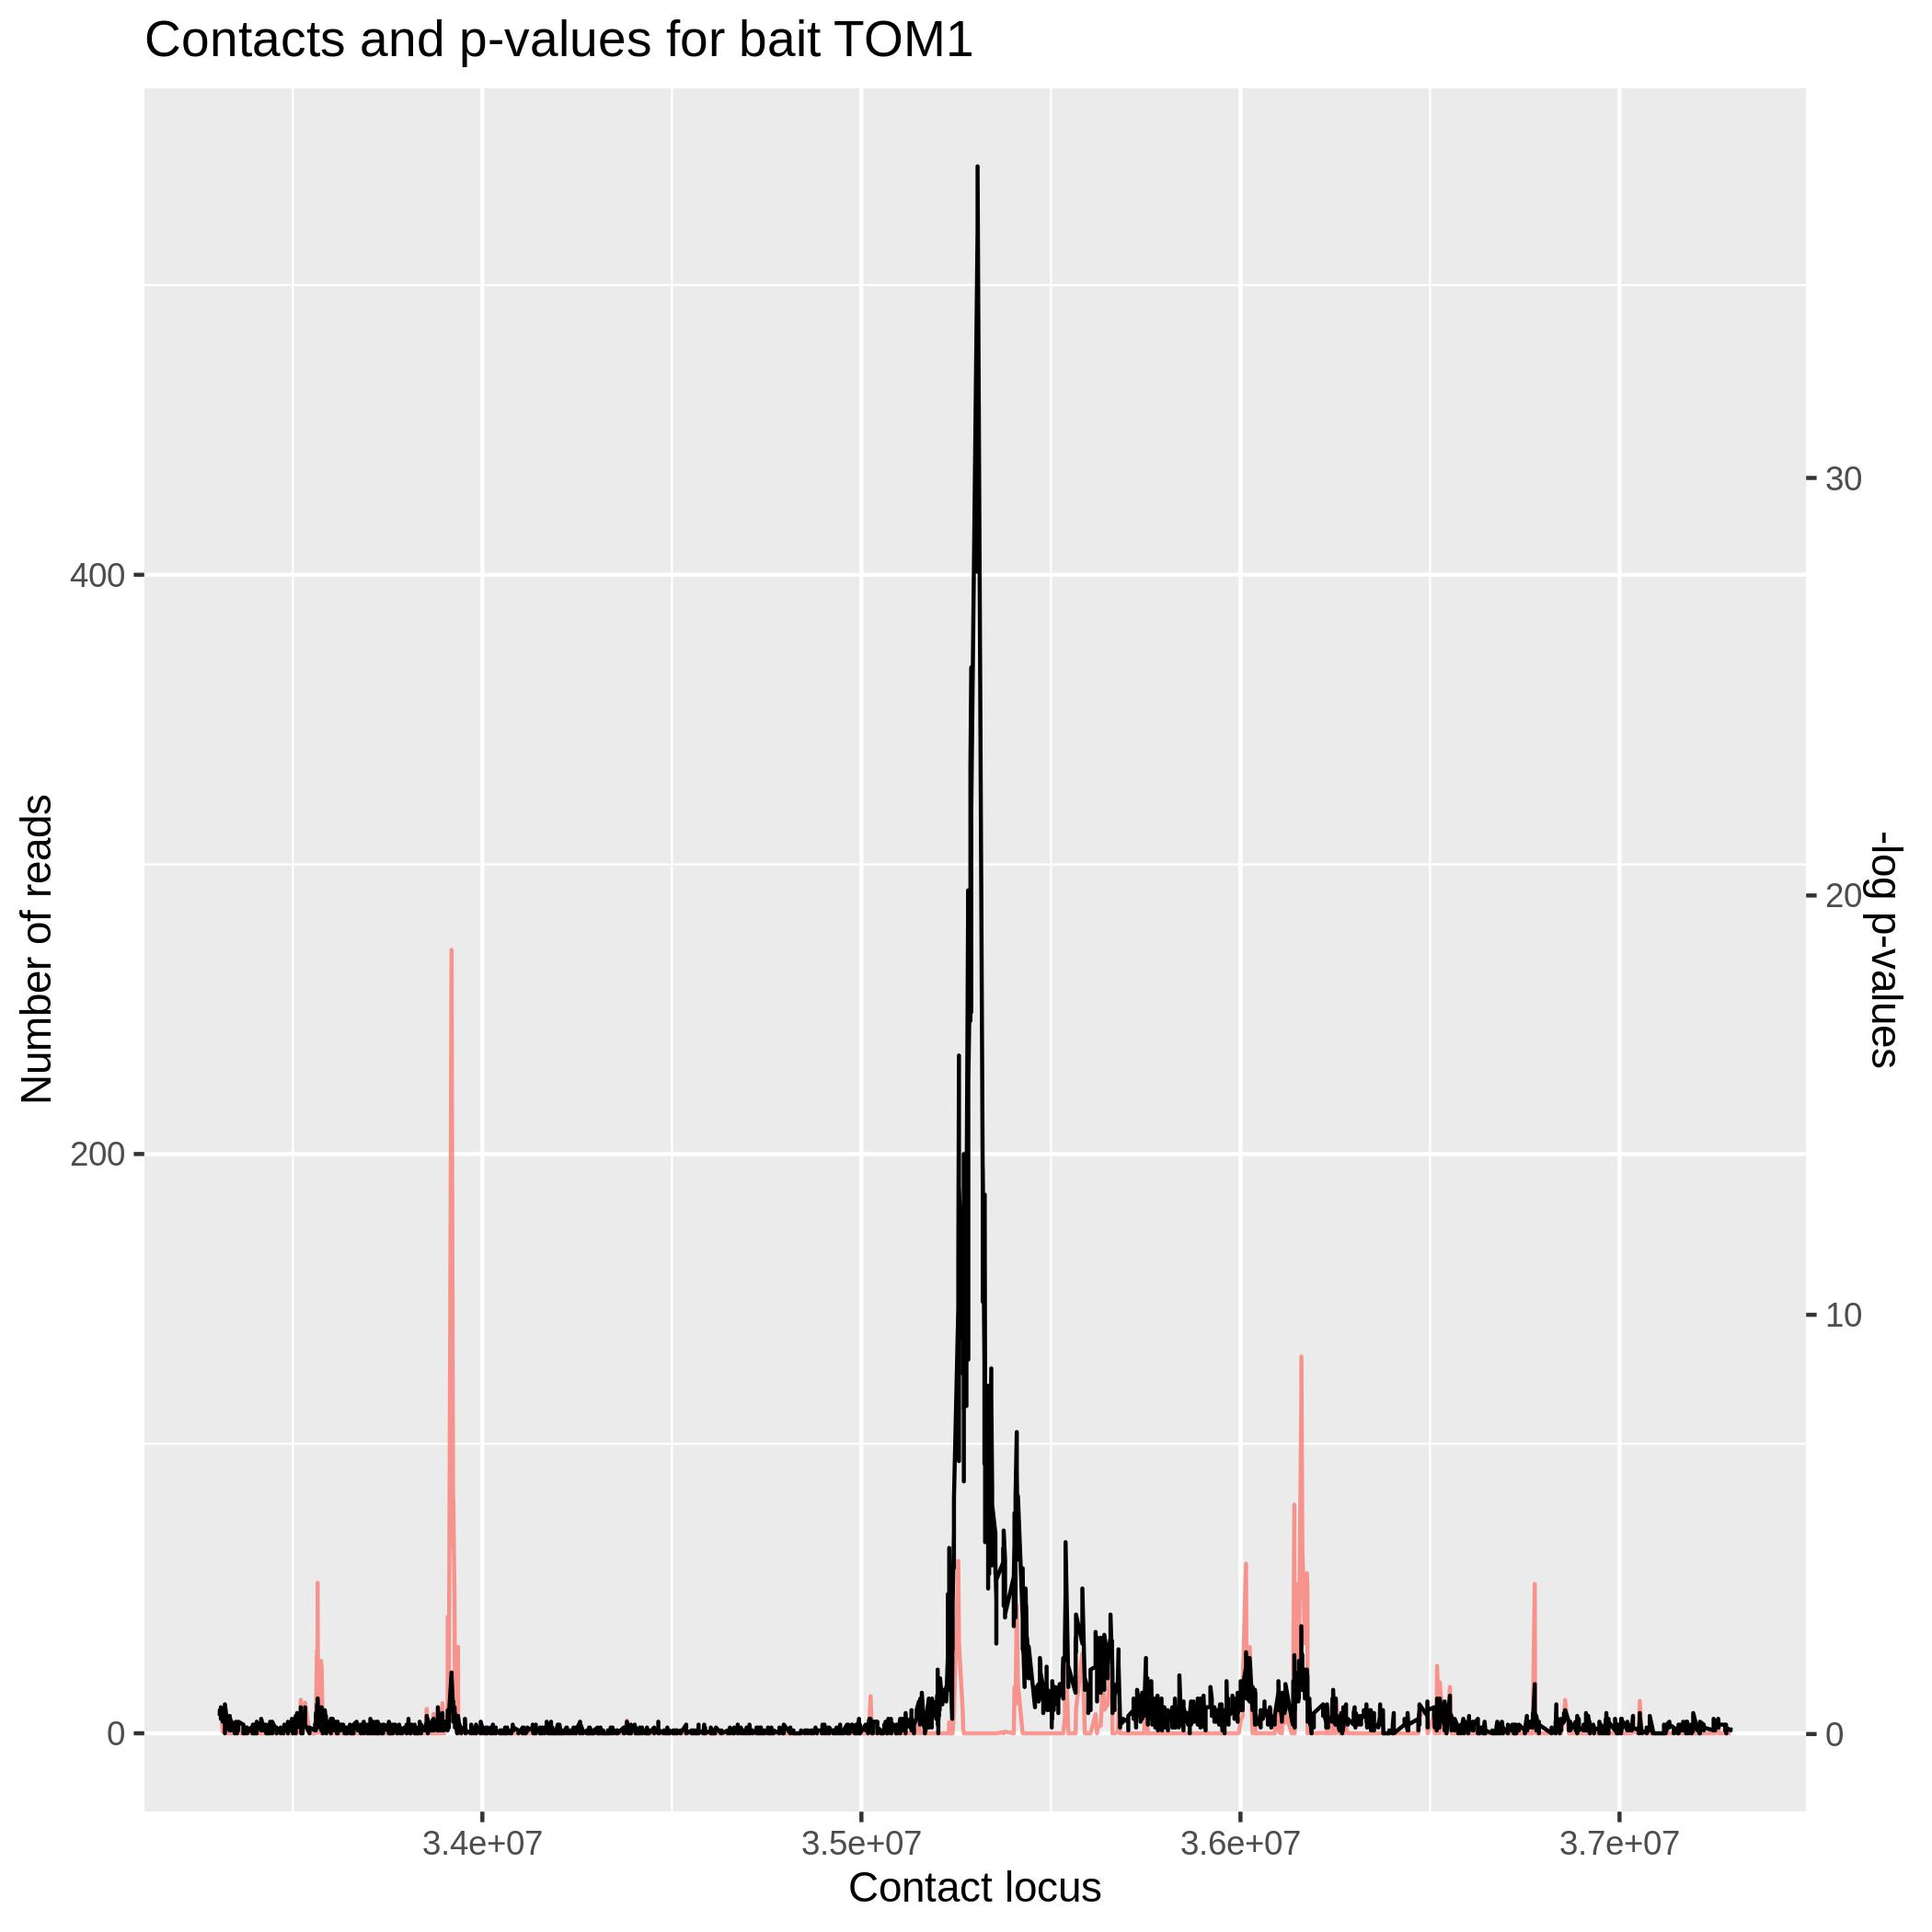 Contacts and p-values for bait TOM1
400
200
0
Number of reads
30
20
10
0
-log p-values
3.4e+07
3.5e+07
3.6e+07
3.7e+07
Contact locus